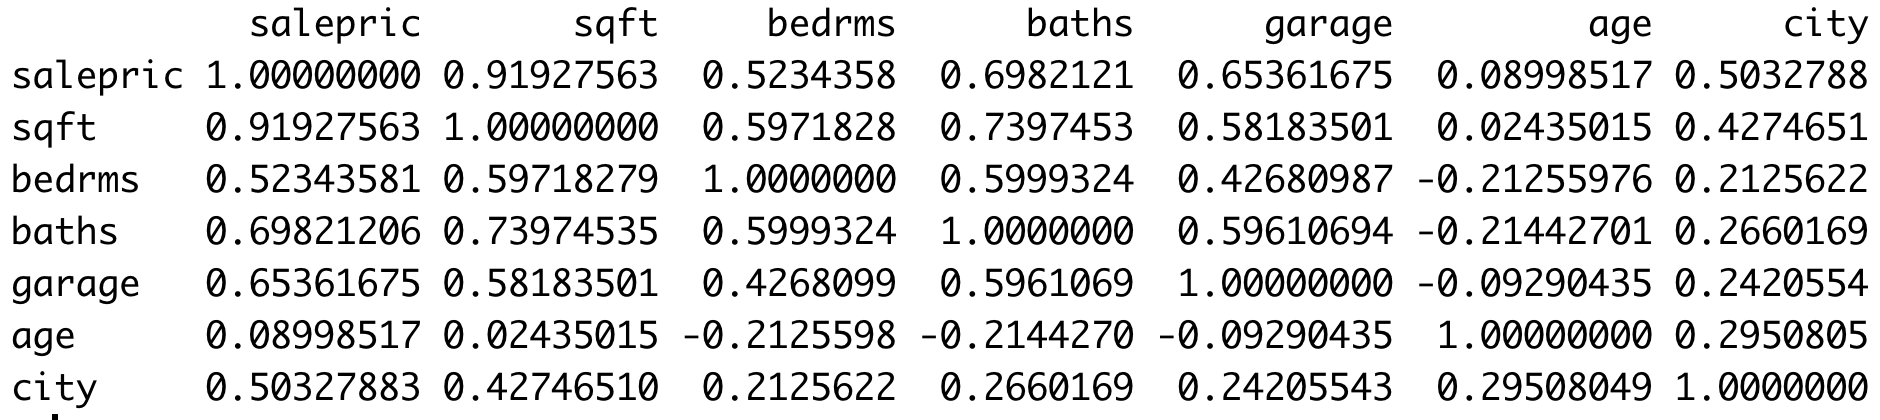 salepric sqft bedrms baths garage age city
salepric 1.00000000 0.91927563 0.5234358 0.6982121 0.65361675 0.08998517 0.5032788
sqft 0.91927563 1.00000000 0.5971828 0.7397453 0.58183501 0.02435015 0.4274651
bedrms 0.52343581 0.59718279 1.0000000 0.5999324 0.42680987 -0.21255976 0.2125622
baths 0.69821206 0.73974535 0.5999324 1.0000000 0.59610694 -0.21442701 0.2660169
garage 0.65361675 0.58183501 0.4268099 0.5961069 1.00000000 -0.09290435 0.2420554
age 0.08998517 0.02435015 -0.2125598 -0.2144270 -0.09290435 1.00000000 0.2950805
city 0.50327883 0.42746510 0.2125622 0.2660169 0.24205543 0.29508049 1.0000000